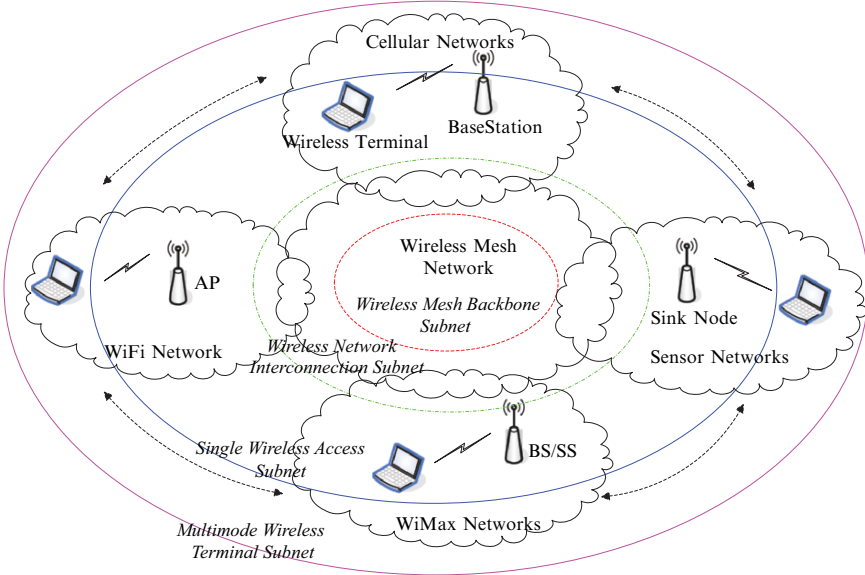 Cellular Networks
Wireless Terminal
BaseStation
AP
WiFi Network
Wireless Mesh
Network
Wireless Mesh Backbone
Subnet
Sink Node
Sensor Networks
Wireless Network
Interconnection Subnet
Single Wireless Access
Subnet
BS/SS
WiMax Networks
Multimode Wireless
Terminal Subnet